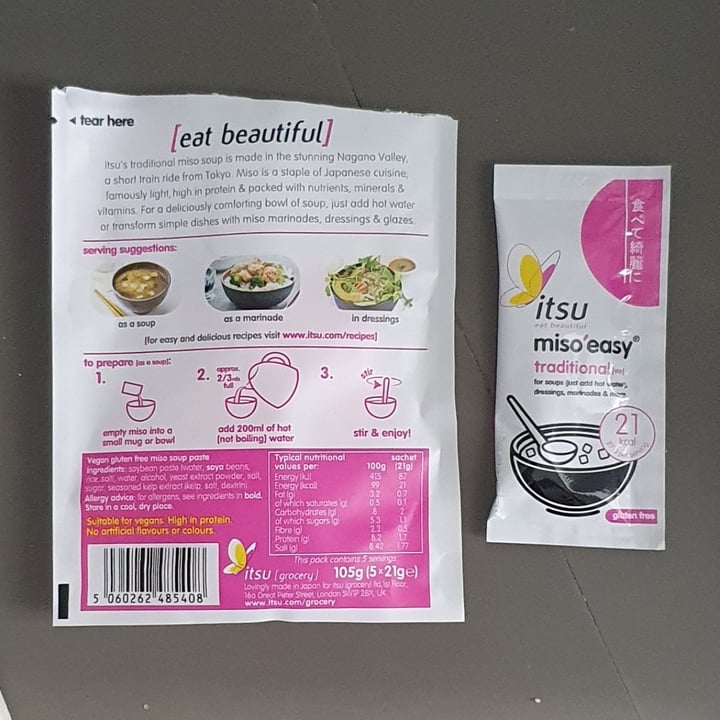 ◄ tear here
[eat beautiful]
itsu's traditional miso soup is made in the stunning Nagano Valley,
a short train ride from Tokyo. Miso is a staple of Japanese cuisine;
famously light, high in protein & packed with nutrients, minerals &
vitamins. For a deliciously comforting bowl of soup, just add hot water
or transform simple dishes with miso marinades, dressings & glazes.
serving suggestions:
as a soup
as a marinade
in dressings
[for easy and delicious recipes visit www.itsu.com/recipes]
to prepare [as a soup]:
1.
2.
approx.
2/3rds
full
3.
stir
empty miso into a
small mug or bowl
add 200ml of hot
[not boiling] water
stir & enjoy!
Vegan gluten free miso soup paste
Ingredients: soybean paste (water, soya beans,
rice, salt), water, alcohol, yeast extract powder, salt,
sugar, seasoned kelp extract (kelp, salt, dextrin).
Allergy advice: for allergens, see ingredients in bold.
Store in a cool, dry place.
Suitable for vegans. High in protein.
No artificial flavours or colours.
Typical nutritional
values per: 100g sachet (21g)
Energy (kJ) 415 87
Energy (kcal) 99 21
Fat (g) 3.2 0.7
of which saturates (g) 0.5 0.1
Carbohydrates (g) 8 2
of which sugars (g) 5.3 1.1
Fibre (g) 2.2 0.5
Protein (g) 8.2 1.7
Salt (g) 8.42 1.77
This pack contains 5 servings
itsu [grocery] 105g (5x21g℮)
Lovingly made in Japan for itsu [grocery] ltd, 1st Floor,
16a Great Peter Street, London SW1P 2BX, UK
www.itsu.com/grocery
5 060262 485408
食べて綺麗に
itsu
eat beautiful
miso'easy®
traditional
for soups (just add hot water),
dressings, marinades & more
21
kcal
per serving
gluten free